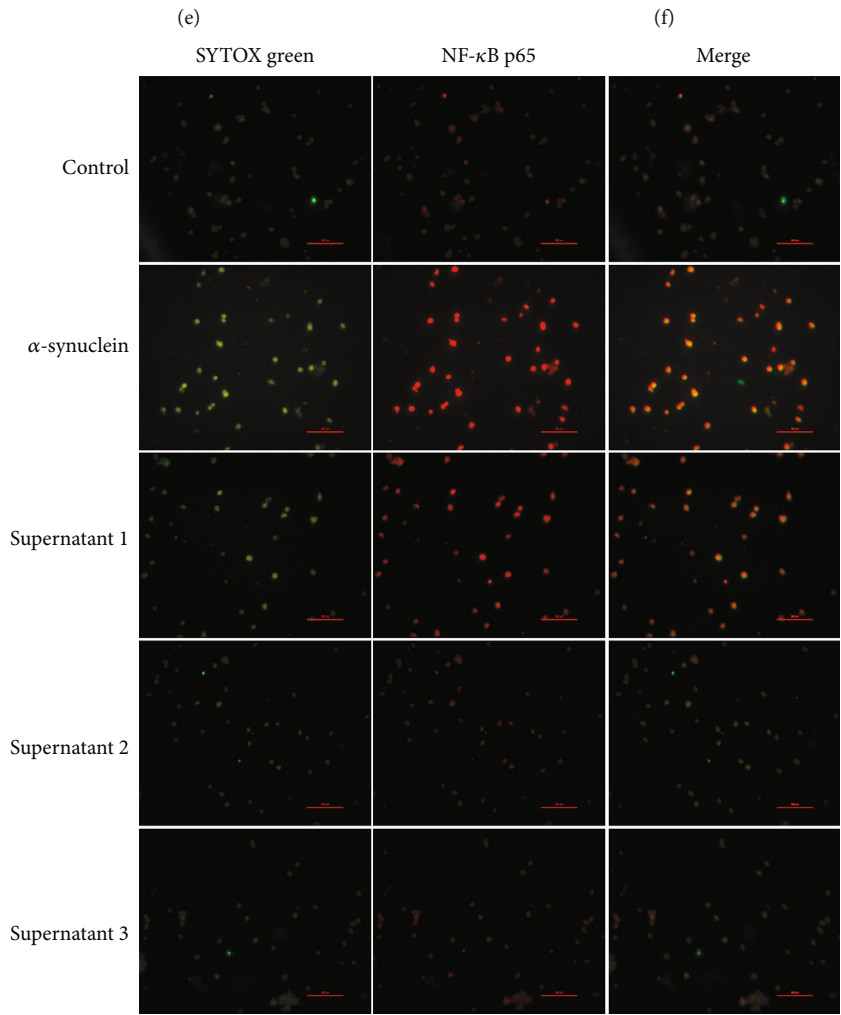 (e) (f)
SYTOX green NF-κB p65 Merge
Control
α-synuclein
Supernatant 1
Supernatant 2
Supernatant 3